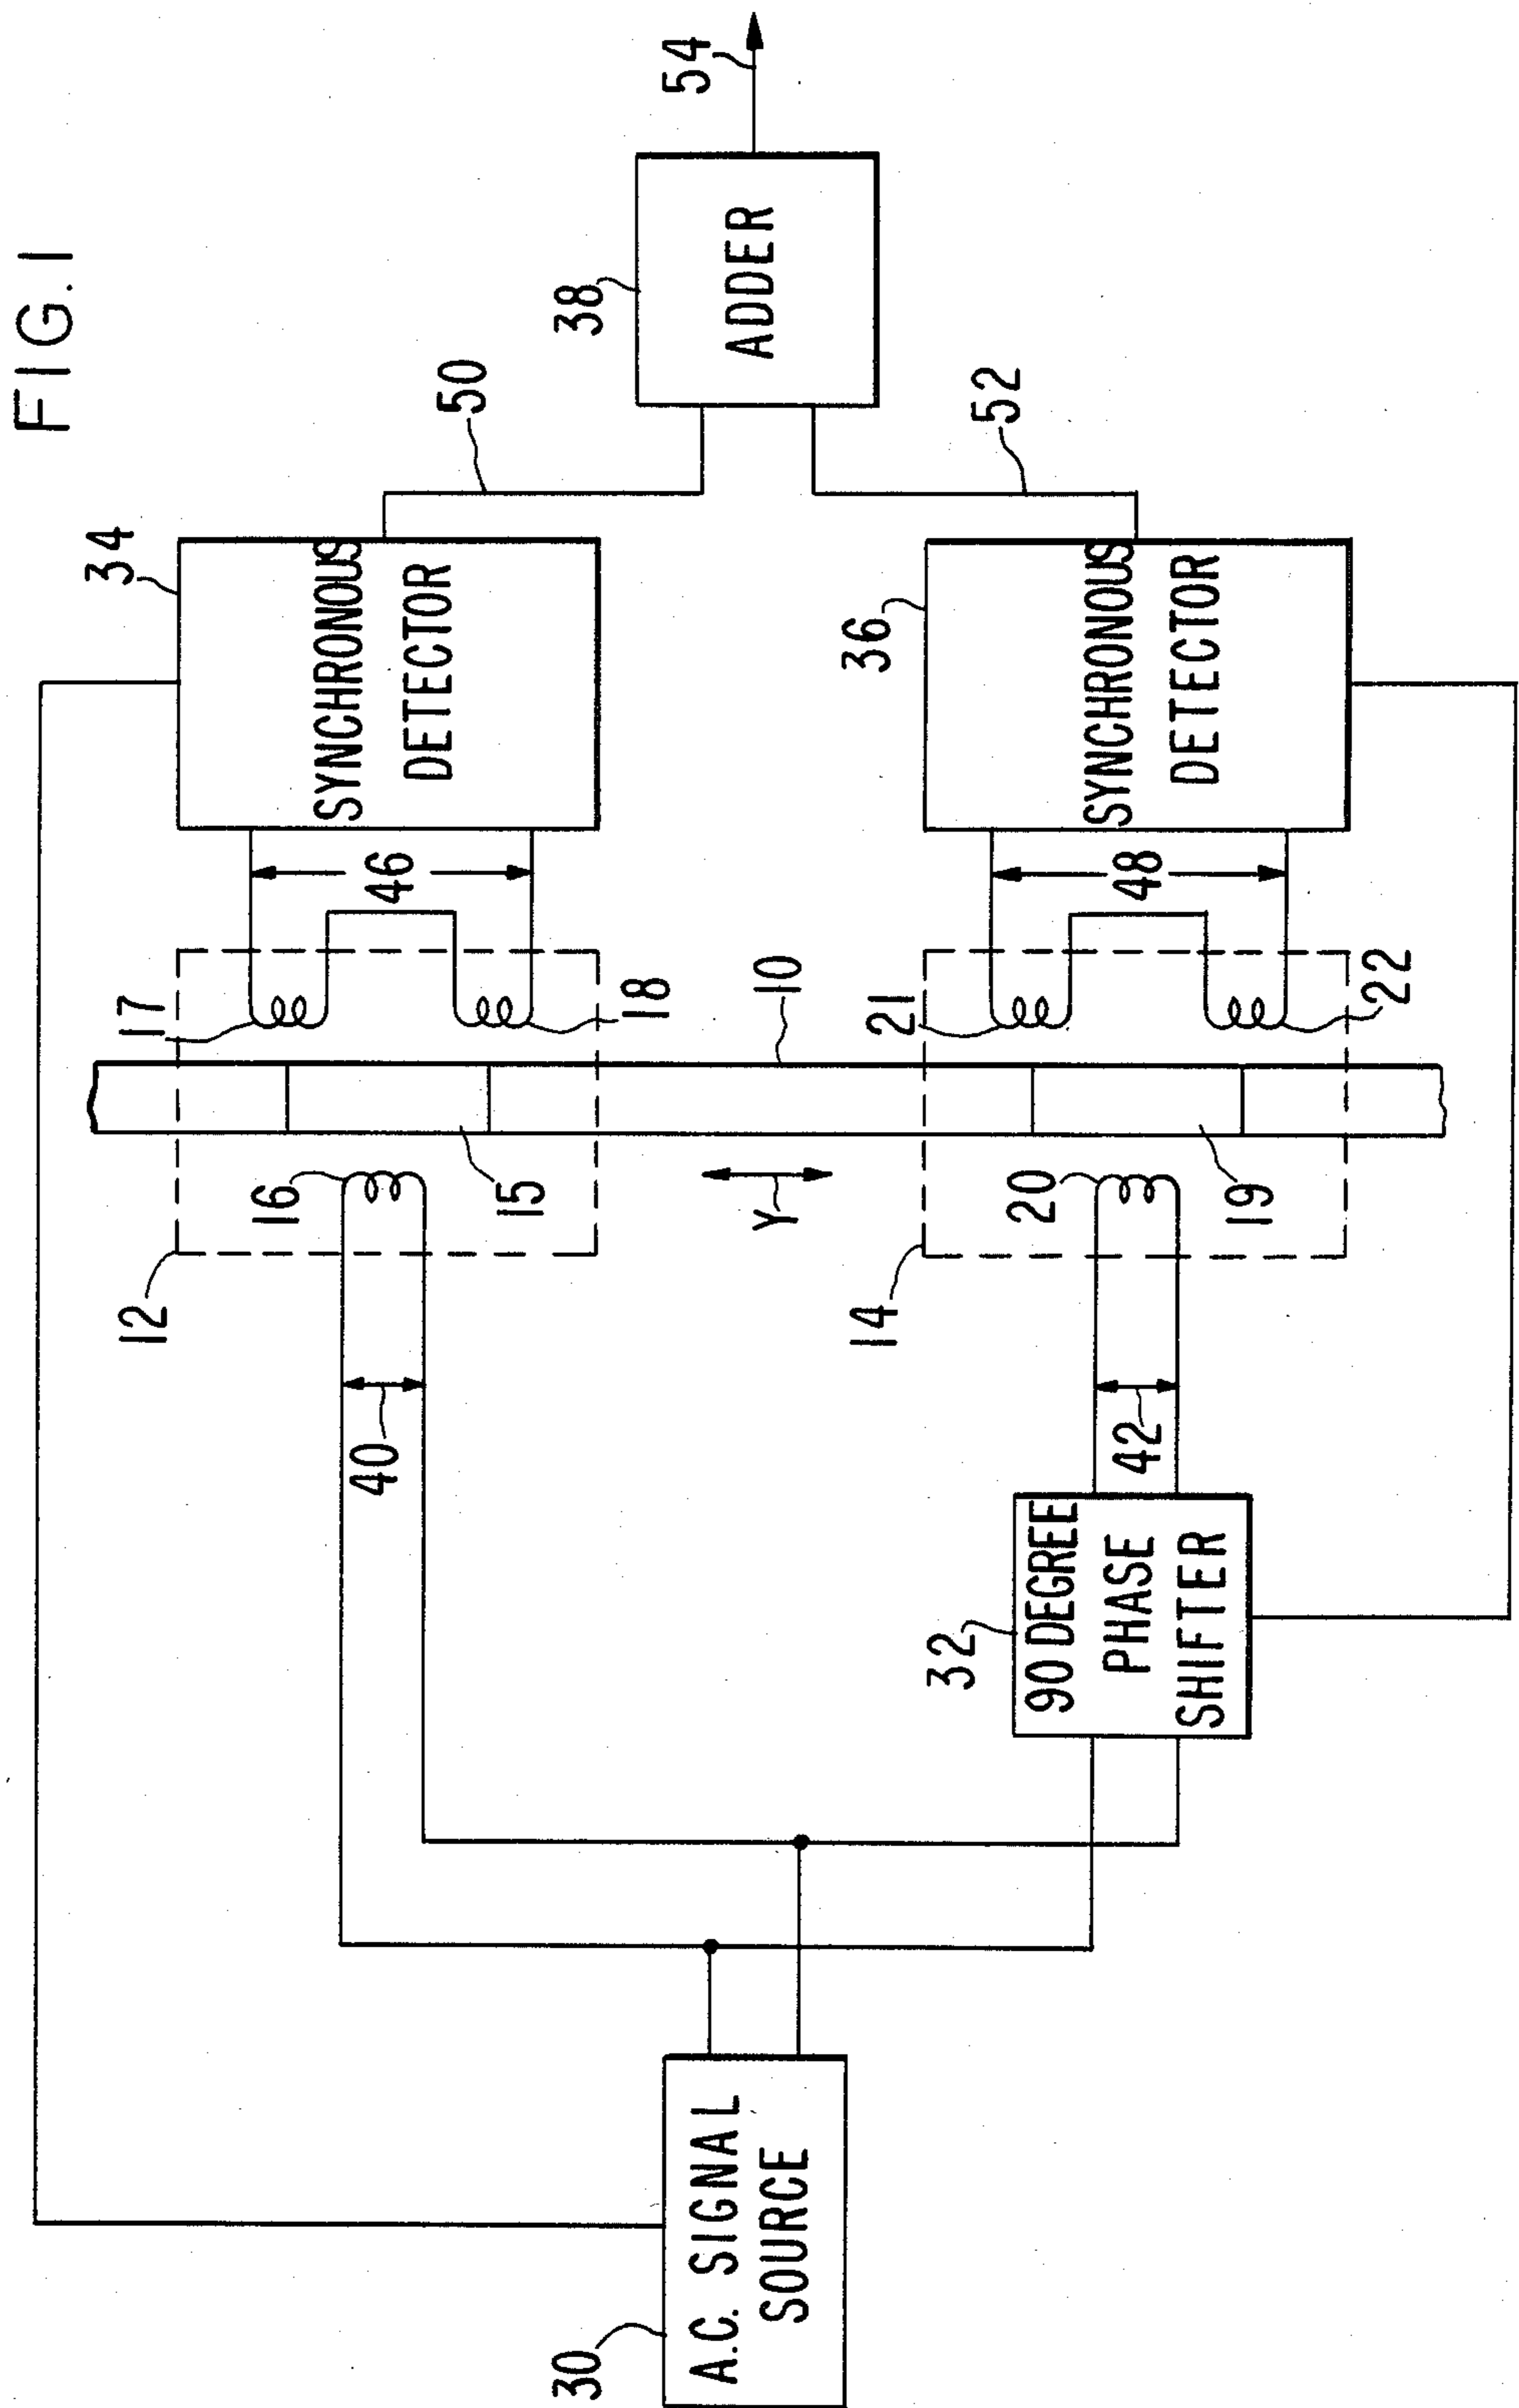 FIG. 1
54
38
ADDER
50
52
34
SYNCHRONOUS
DETECTOR
36
SYNCHRONOUS
DETECTOR
46
48
17
18
10
21
22
16
15
Y
20
19
12
14
40
42
32
90 DEGREE
PHASE
SHIFTER
30
A.C. SIGNAL
SOURCE